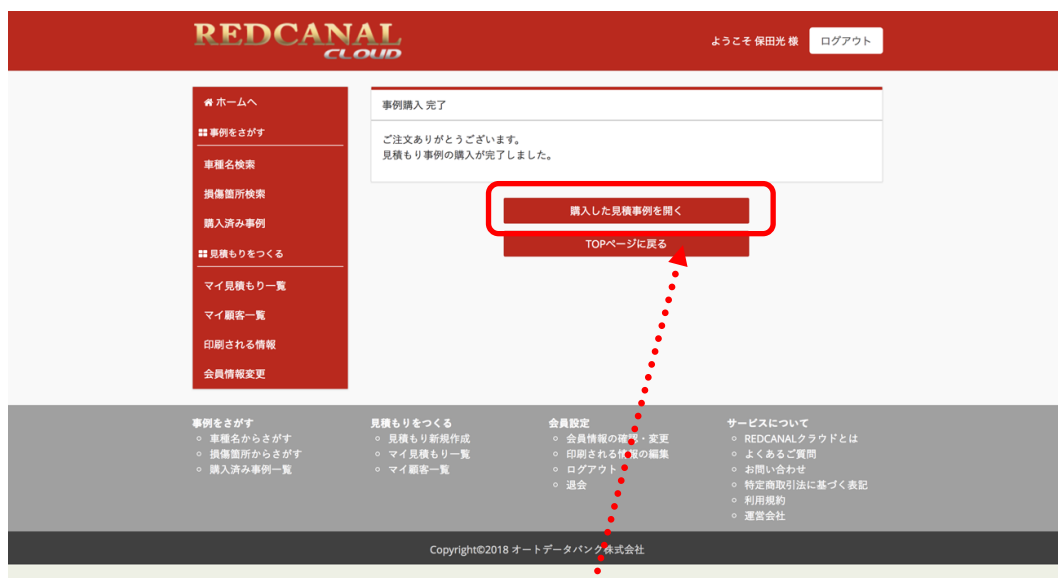 REDCANAL
CLOUD
ようこそ 保田光 様
ログアウト
ホームへ
事例をさがす
車種名検索
損傷箇所検索
購入済み事例
見積もりをつくる
マイ見積もり一覧
マイ顧客一覧
印刷される情報
会員情報変更
事例購入 完了
ご注文ありがとうございます。
見積もり事例の購入が完了しました。
購入した見積事例を開く
TOPページに戻る
事例をさがす
車種名からさがす
損傷箇所からさがす
購入済み事例一覧
見積もりをつくる
見積もり新規作成
マイ見積もり一覧
マイ顧客一覧
会員設定
会員情報の確認・変更
印刷される情報の編集
ログアウト
退会
サービスについて
REDCANALクラウドとは
よくあるご質問
お問い合わせ
特定商取引法に基づく表記
利用規約
運営会社
Copyright©2018 オートデータバンク株式会社